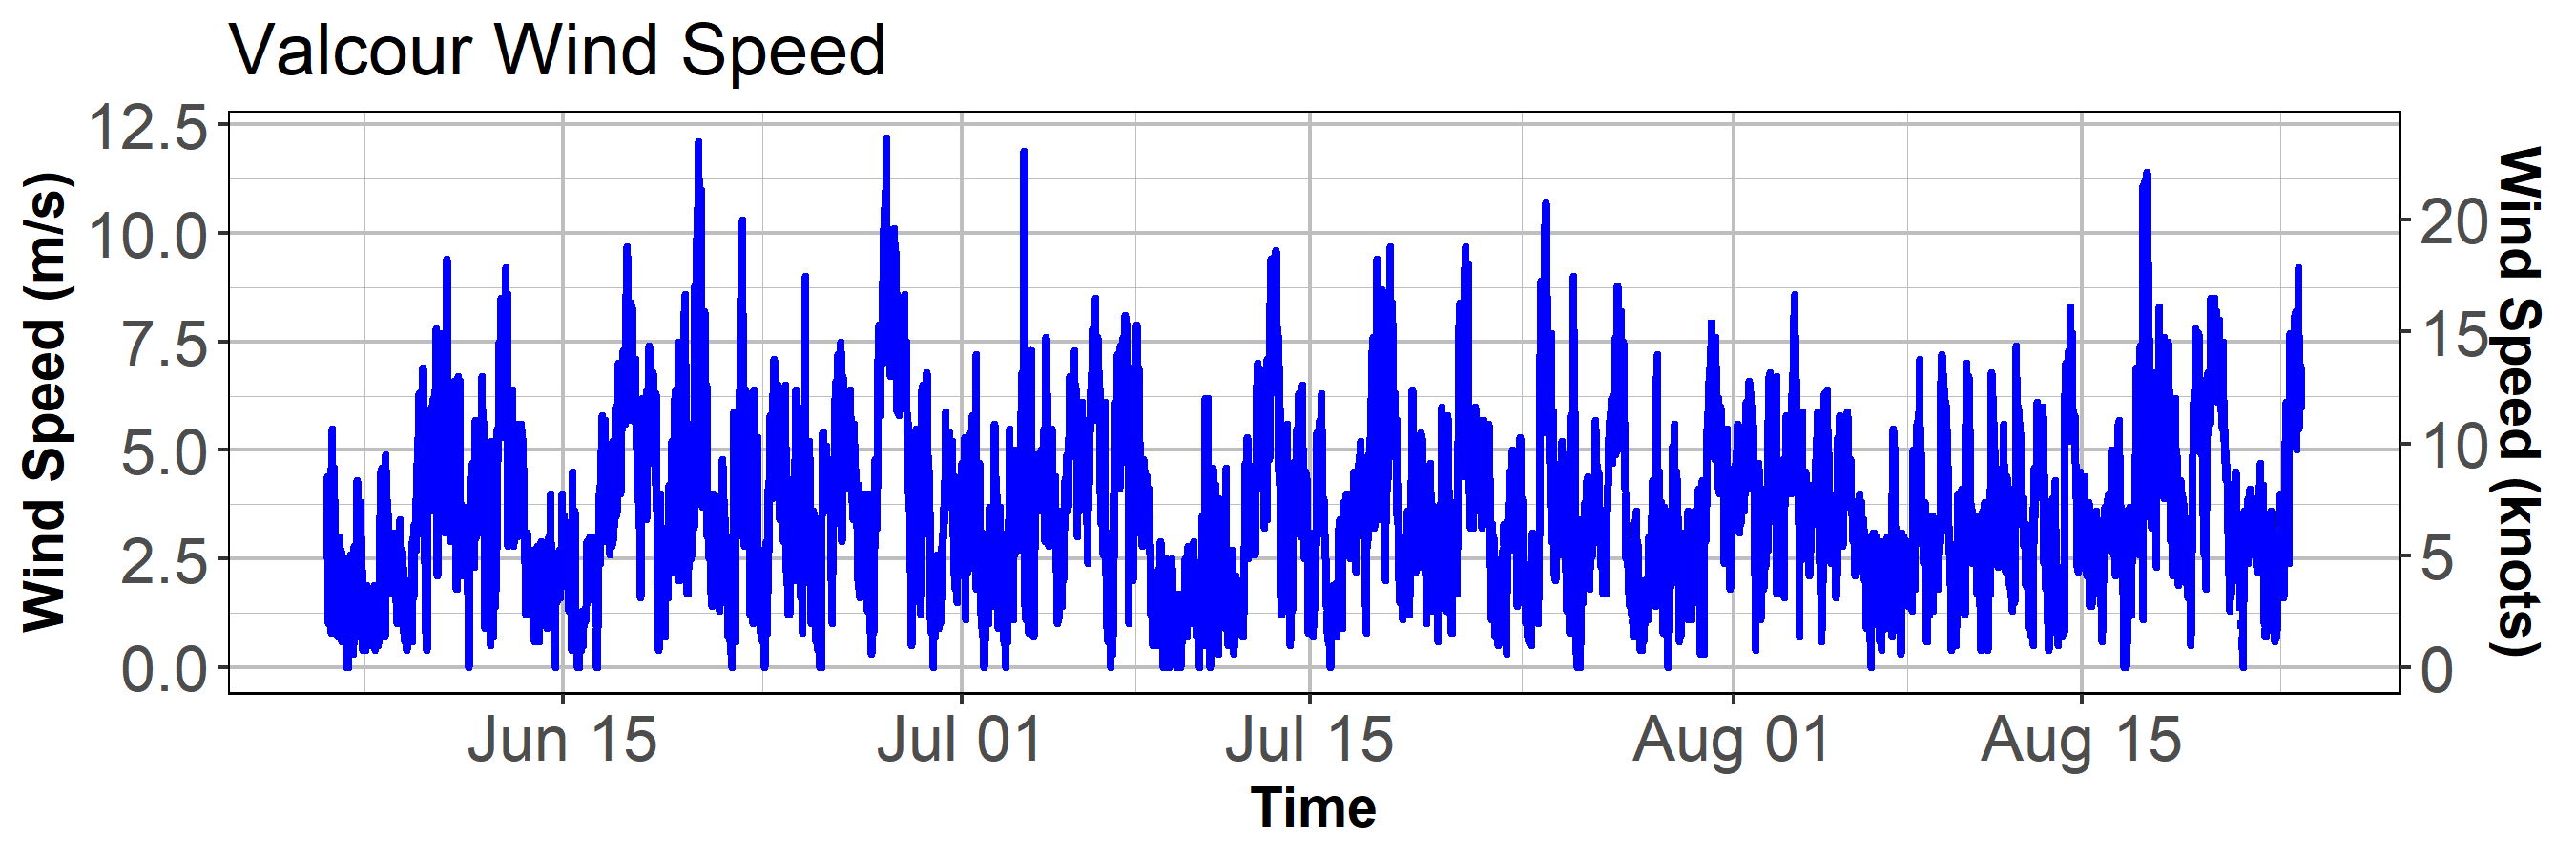 Valcour Wind Speed
Wind Speed (m/s)
12.5
10.0
7.5
5.0
2.5
0.0
20
15
10
5
0
Wind Speed (knots)
Jun 15
Jul 01
Jul 15
Aug 01
Aug 15
Time